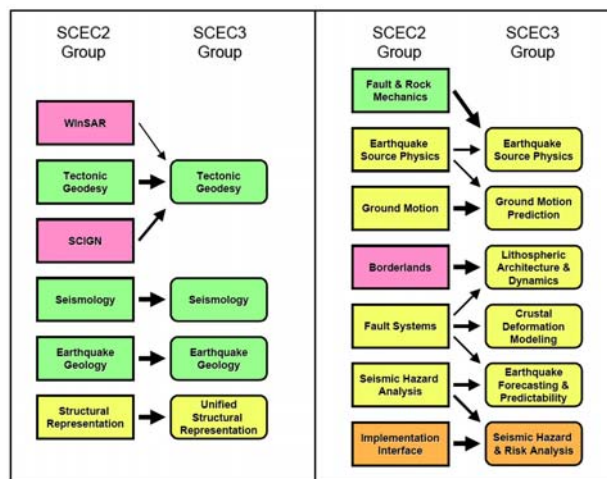 SCEC2
Group
SCEC3
Group
WInSAR
Tectonic
Geodesy
Tectonic
Geodesy
SCIGN
Seismology
Seismology
Earthquake
Geology
Earthquake
Geology
Structural
Representation
Unified
Structural
Representation
SCEC2
Group
SCEC3
Group
Fault & Rock
Mechanics
Earthquake
Source Physics
Earthquake
Source Physics
Ground Motion
Ground Motion
Prediction
Borderlands
Lithospheric
Architecture &
Dynamics
Fault Systems
Crustal
Deformation
Modeling
Seismic Hazard
Analysis
Earthquake
Forecasting &
Predictability
Implementation
Interface
Seismic Hazard
& Risk Analysis